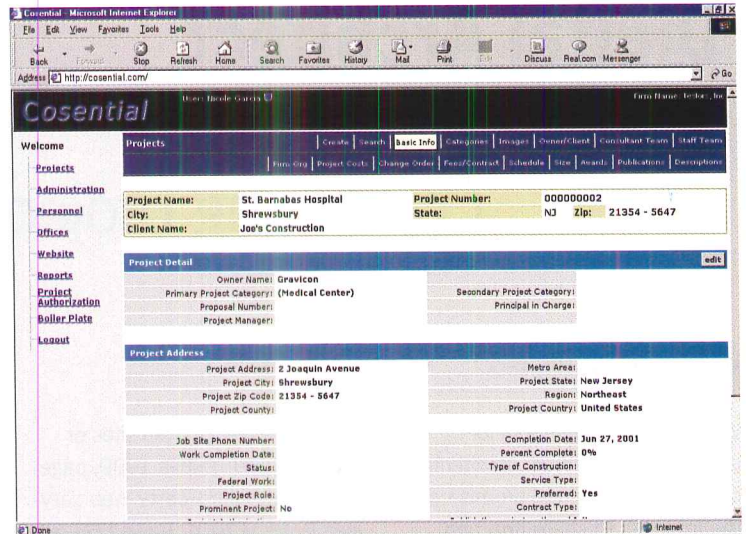 Cosential - Microsoft Internet Explorer
File Edit View Favorites Tools Help
Back Forward Stop Refresh Home Search Favorites History Mail Print Edit Discuss Real.com Messenger
Address http://cosential.com/ Go
Cosential User: Nicole Garcia Firm Name:
Welcome
Projects
Administration
Personnel
Offices
Website
Reports
Project Authorization
Boiler Plate
Logout
Projects Create Search Basic Info Categories Images Owner/Client Consultant Team Staff Team
Firm Org Project Costs Change Order Fees/Contract Schedule Size Awards Publications Descriptions
Project Name: St. Barnabas Hospital Project Number: 000000002
City: Shrewsbury State: NJ Zip: 21354 - 5647
Client Name: Joe's Construction
Project Detail edit
Owner Name: Gravicon
Primary Project Category: (Medical Center) Secondary Project Category:
Proposal Number: Principal in Charge:
Project Manager:
Project Address
Project Address: 2 Joaquin Avenue Metro Area:
Project City: Shrewsbury Project State: New Jersey
Project Zip Code: 21354 - 5647 Region: Northeast
Project County: Project Country: United States
Job Site Phone Number: Completion Date: Jun 27, 2001
Work Completion Date: Percent Complete: 0%
Status: Type of Construction:
Federal Work: Service Type:
Project Role: Preferred: Yes
Prominent Project: No Contract Type:
Done Internet